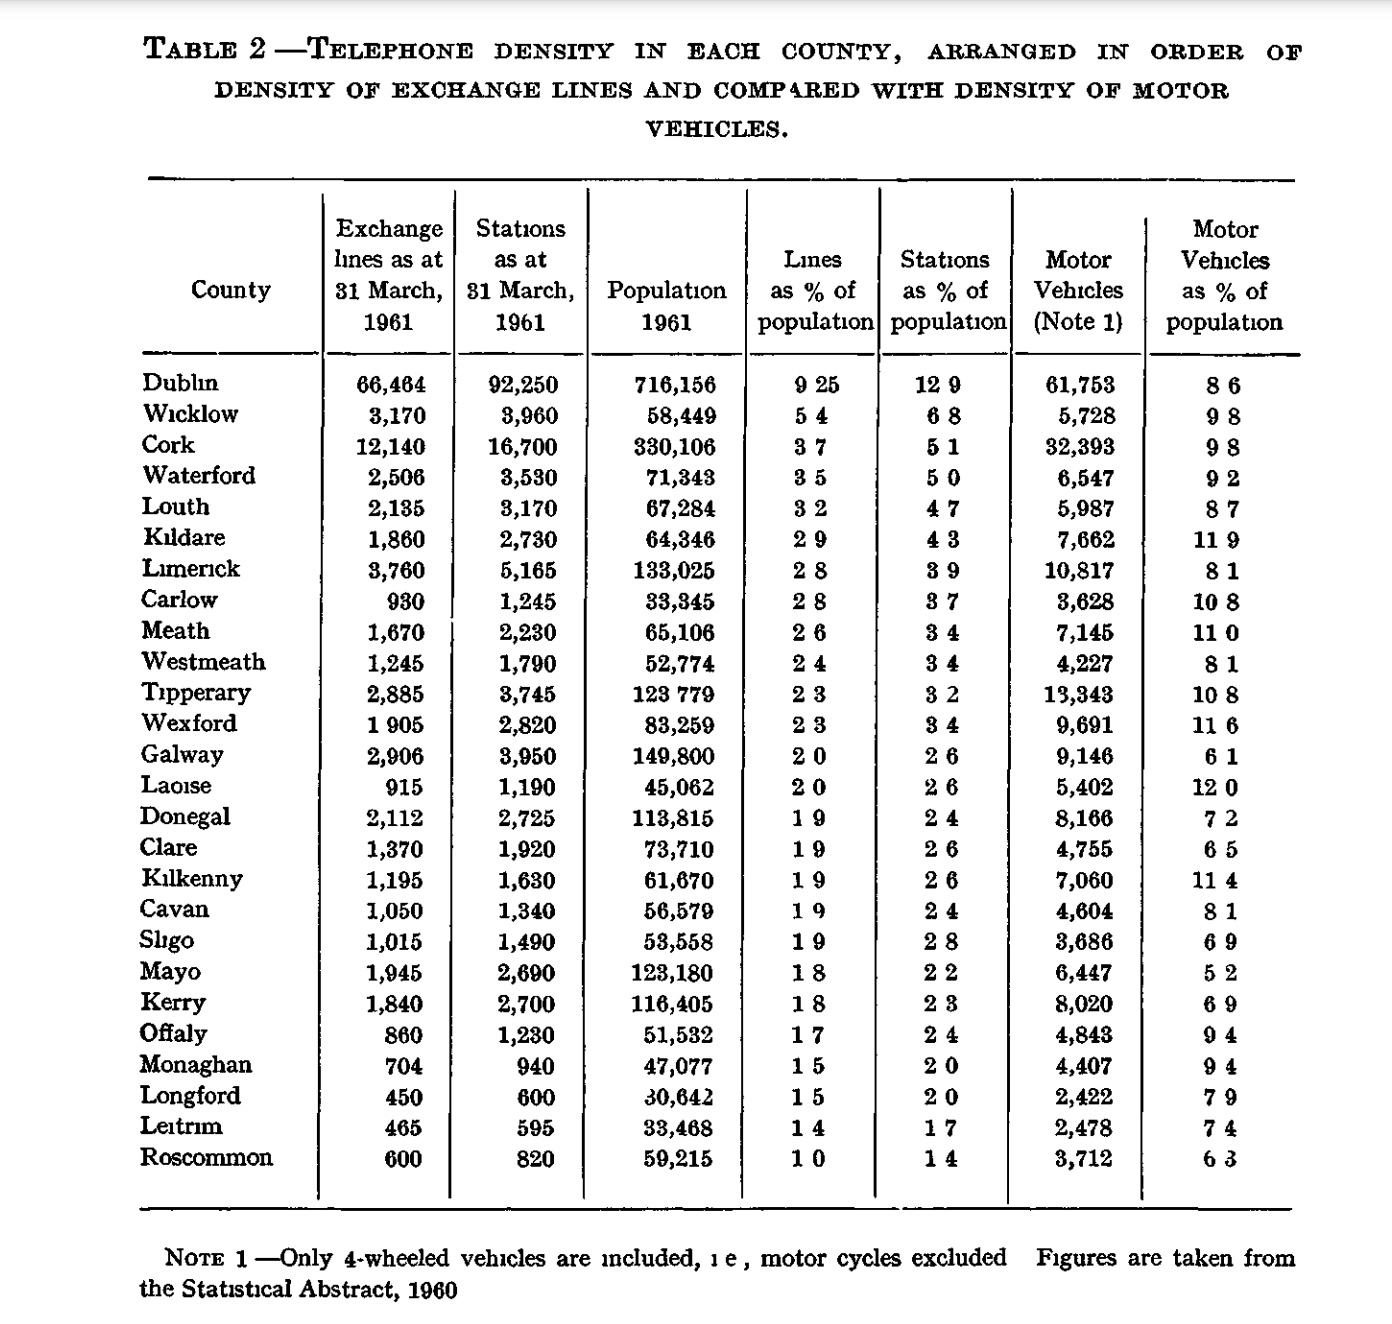 TABLE 2 —TELEPHONE DENSITY IN EACH COUNTY, ARRANGED IN ORDER OF
DENSITY OF EXCHANGE LINES AND COMPARED WITH DENSITY OF MOTOR
VEHICLES.
County | Exchange lines as at 31 March, 1961 | Stations as at 31 March, 1961 | Population 1961 | Lines as % of population | Stations as % of population | Motor Vehicles (Note 1) | Motor Vehicles as % of population
Dublin 66,464 92,250 716,156 9 25 12 9 61,753 8 6
Wicklow 3,170 3,960 58,449 5 4 6 8 5,728 9 8
Cork 12,140 16,700 330,106 3 7 5 1 32,393 9 8
Waterford 2,506 3,530 71,343 3 5 5 0 6,547 9 2
Louth 2,135 3,170 67,284 3 2 4 7 5,987 8 7
Kildare 1,860 2,730 64,346 2 9 4 3 7,662 11 9
Limerick 3,760 5,165 133,025 2 8 3 9 10,817 8 1
Carlow 930 1,245 33,345 2 8 3 7 3,628 10 8
Meath 1,670 2,230 65,106 2 6 3 4 7,145 11 0
Westmeath 1,245 1,790 52,774 2 4 3 4 4,227 8 1
Tipperary 2,885 3,745 123 779 2 3 3 2 13,343 10 8
Wexford 1 905 2,820 83,259 2 3 3 4 9,691 11 6
Galway 2,906 3,950 149,800 2 0 2 6 9,146 6 1
Laoise 915 1,190 45,062 2 0 2 6 5,402 12 0
Donegal 2,112 2,725 113,815 1 9 2 4 8,166 7 2
Clare 1,370 1,920 73,710 1 9 2 6 4,755 6 5
Kilkenny 1,195 1,630 61,670 1 9 2 6 7,060 11 4
Cavan 1,050 1,340 56,579 1 9 2 4 4,604 8 1
Sligo 1,015 1,490 53,558 1 9 2 8 3,686 6 9
Mayo 1,945 2,690 123,180 1 8 2 2 6,447 5 2
Kerry 1,840 2,700 116,405 1 8 2 3 8,020 6 9
Offaly 860 1,230 51,532 1 7 2 4 4,843 9 4
Monaghan 704 940 47,077 1 5 2 0 4,407 9 4
Longford 450 600 30,642 1 5 2 0 2,422 7 9
Leitrim 465 595 33,468 1 4 1 7 2,478 7 4
Roscommon 600 820 59,215 1 0 1 4 3,712 6 3
NOTE 1 —Only 4-wheeled vehicles are included, i e , motor cycles excluded Figures are taken from
the Statistical Abstract, 1960